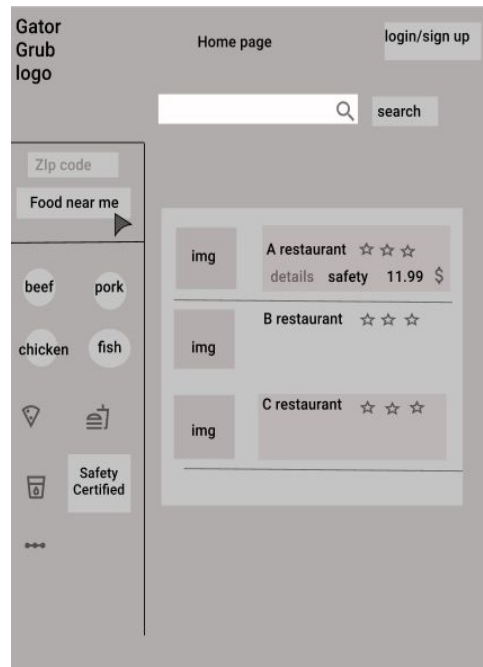 Gator
Grub
logo
Home page
login/sign up
search
ZIp code
Food near me
beef
pork
chicken
fish
Safety
Certified
img
A restaurant
details safety 11.99 $
img
B restaurant
img
C restaurant